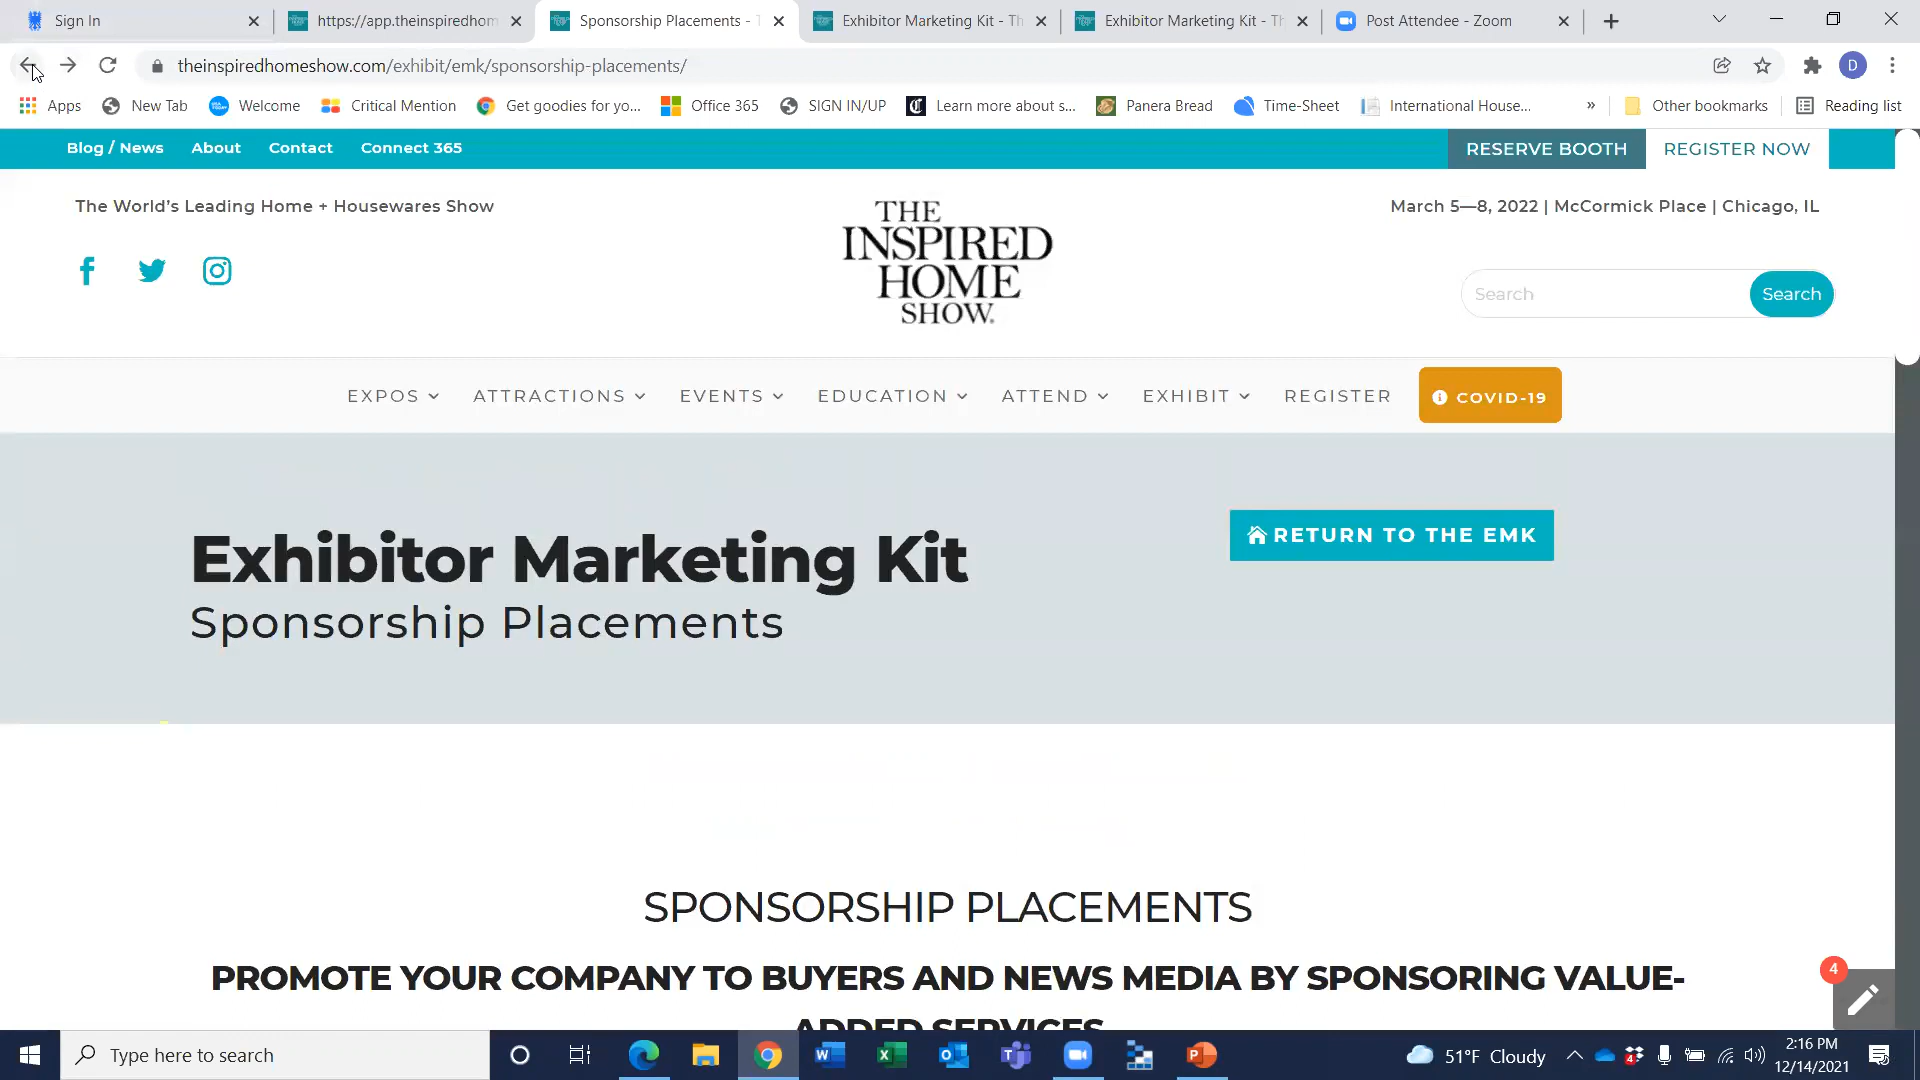 Sign In
https://app.theinspiredhom
Sponsorship Placements - T
Exhibitor Marketing Kit - Th
Exhibitor Marketing Kit - Th
Post Attendee - Zoom
theinspiredhomeshow.com/exhibit/emk/sponsorship-placements/
D
Apps
New Tab
Welcome
Critical Mention
Get goodies for yo...
Office 365
SIGN IN/UP
Learn more about s...
Panera Bread
Time-Sheet
International House...
»
Other bookmarks
Reading list
Blog / News
About
Contact
Connect 365
RESERVE BOOTH
REGISTER NOW
The World's Leading Home + Housewares Show
March 5—8, 2022 | McCormick Place | Chicago, IL
THE
INSPIRED
HOME
SHOW.
Search
Search
EXPOS
ATTRACTIONS
EVENTS
EDUCATION
ATTEND
EXHIBIT
REGISTER
COVID-19
Exhibitor Marketing Kit
Sponsorship Placements
RETURN TO THE EMK
SPONSORSHIP PLACEMENTS
PROMOTE YOUR COMPANY TO BUYERS AND NEWS MEDIA BY SPONSORING VALUE-
ADDED SERVICES
4
Type here to search
51°F Cloudy
4
2:16 PM
12/14/2021